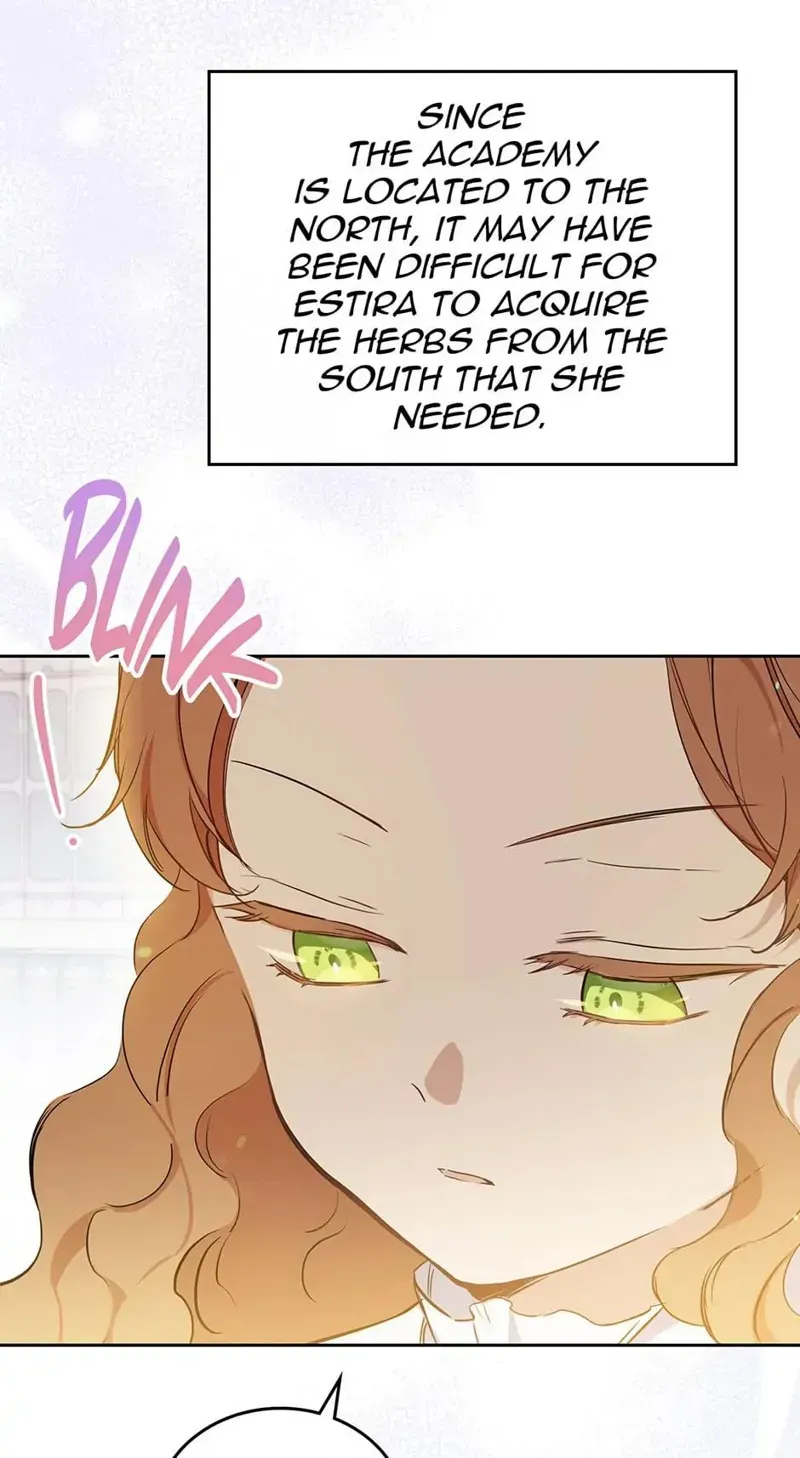 SINCE
THE ACADEMY
IS LOCATED TO THE
NORTH, IT MAY HAVE
BEEN DIFFICULT FOR
ESTIRA TO ACQUIRE
THE HERBS FROM THE
SOUTH THAT SHE
NEEDED.
BLINK